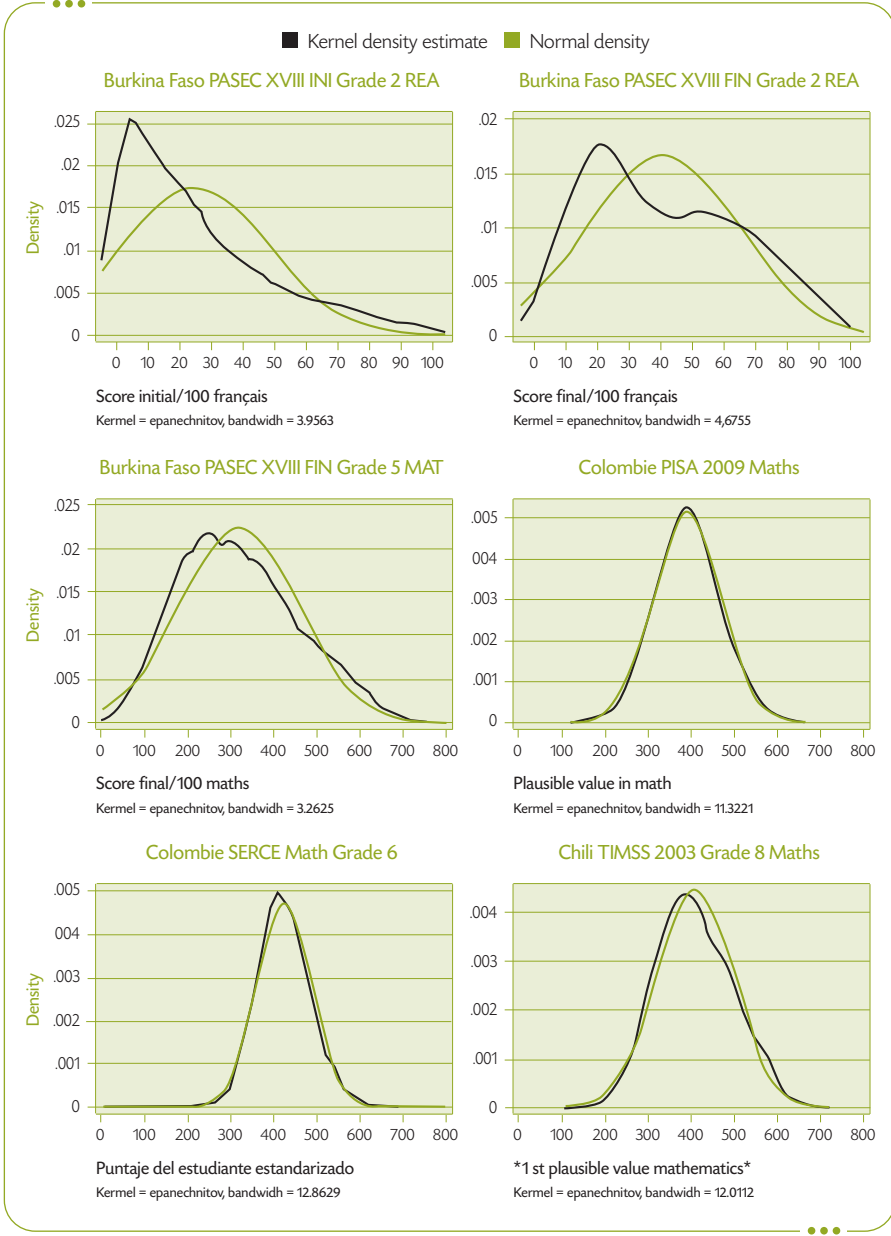 Kernel density estimate Normal density
Burkina Faso PASEC XVIII INI Grade 2 REA
Density
.025
.02
.015
.01
.005
0
0 10 20 30 40 50 60 70 80 90 100
Score initial/100 français
Kermel = epanechnitov, bandwidh = 3.9563
Burkina Faso PASEC XVIII FIN Grade 2 REA
.02
.015
.01
.005
0
0 10 20 30 40 50 60 70 80 90 100
Score final/100 français
Kermel = epanechnitov, bandwidh = 4,6755
Burkina Faso PASEC XVIII FIN Grade 5 MAT
Density
.025
.02
.015
.01
.005
0
0 100 200 300 400 500 600 700 800
Score final/100 maths
Kernel = epanechnitov, bandwidh = 3.2625
Colombie PISA 2009 Maths
.005
004
.003
.002
.001
0
0 100 200 300 400 500 600 700 800
Plausible value in math
Kernel = epanechnitov, bandwidh = 11.3221
Colombie SERCE Math Grade 6
Density
.005
004
.003
.002
.001
0
0 100 200 300 400 500 600 700 800
Puntaje del estudiante estandarizado
Kernel = epanechnitov, bandwidh = 12.8629
Chili TIMSS 2003 Grade 8 Maths
.004
.003
.002
.001
0
0 100 200 300 400 500 600 700 800
*1 st plausible value mathematics*
Kernel = epanechnitov, bandwidh = 12.0112